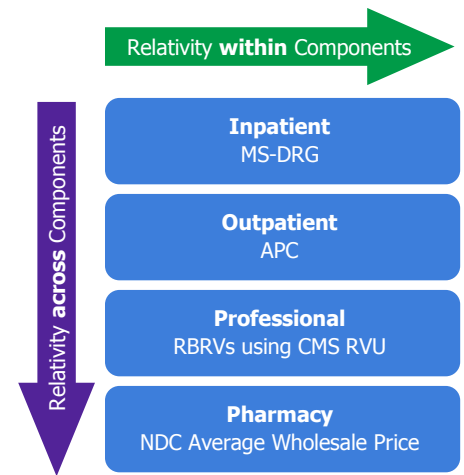 Relativity within Components
Relativity across Components
Inpatient
MS-DRG
Outpatient
APC
Professional
RBRVs using CMS RVU
Pharmacy
NDC Average Wholesale Price